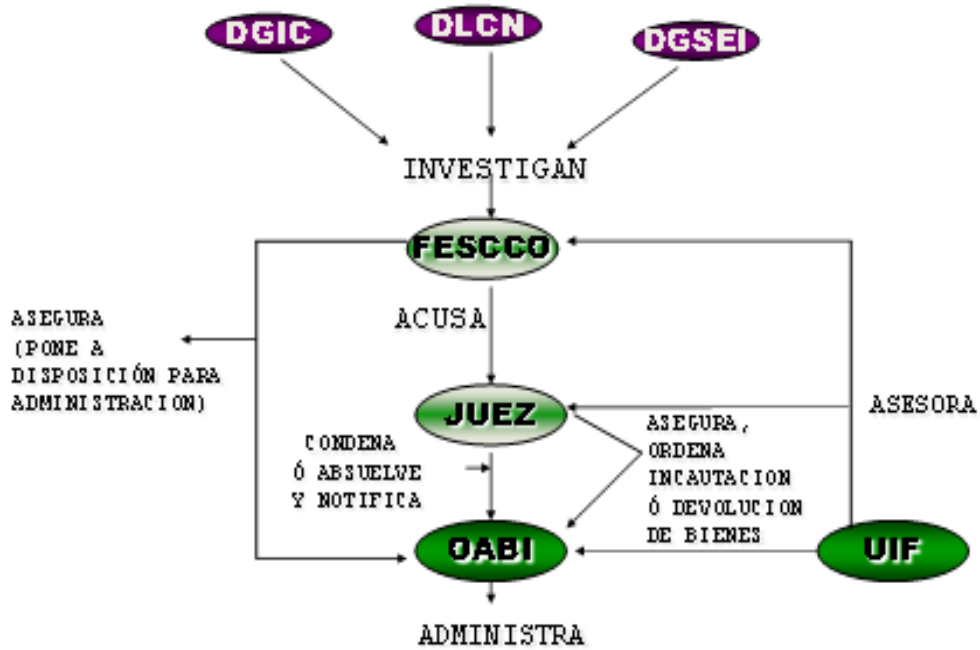 DGIC
DLCN
DGSEI
INVESTIGAN
FESCCO
ACUSA
ASEGURA
(PONE A
DISPOSICIÓN PARA
ADMINISTRACION)
JUEZ
ASESORA
CONDENA
Ó ABSUELVE
Y NOTIFICA
ASEGURA,
ORDENA
INCAUTACION
Ó DEVOLUCION
DE BIENES
OABI
UIF
ADMINISTRA